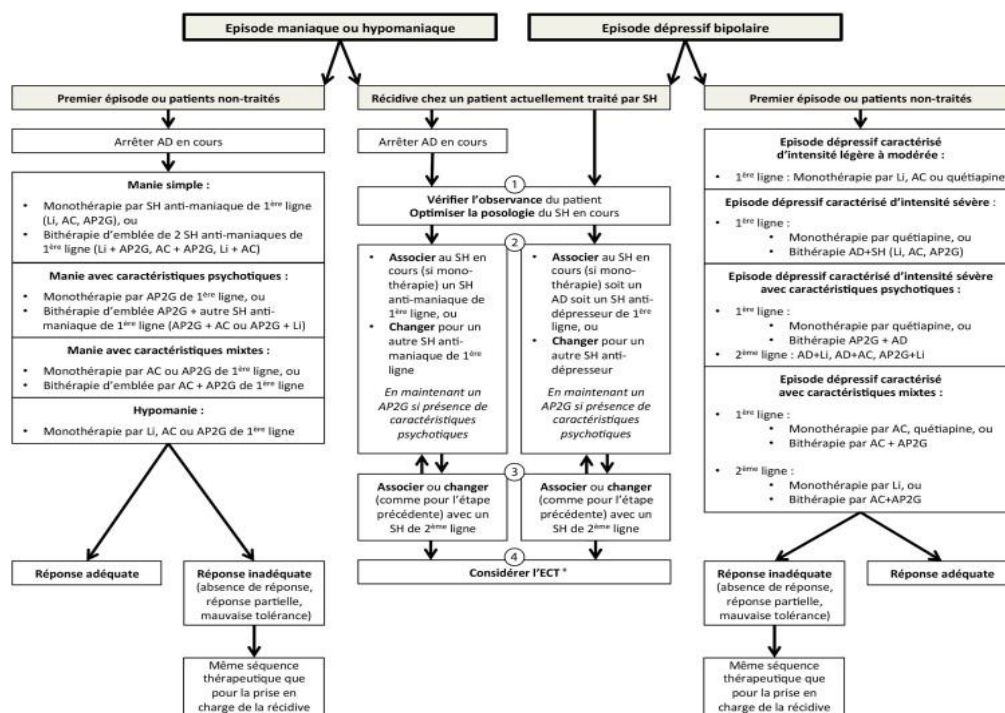 Episode maniaque ou hypomaniaque
Episode dépressif bipolaire
Premier épisode ou patients non-traités
Récidive chez un patient actuellement traité par SH
Premier épisode ou patients non-traités
Arrêter AD en cours
Manie simple :
• Monothérapie par SH anti-maniaque de 1ère ligne
(Li, AC, AP2G), ou
• Bithérapie d'emblée de 2 SH anti-maniaques de
1ère ligne (Li + AP2G, AC + AP2G, Li + AC)
Manie avec caractéristiques psychotiques :
• Monothérapie par AP2G de 1ère ligne, ou
• Bithérapie d'emblée AP2G + autre SH anti-
maniaque de 1ère ligne (AP2G + AC ou AP2G + Li)
Manie avec caractéristiques mixtes :
• Monothérapie par AC ou AP2G de 1ère ligne, ou
• Bithérapie d'emblée par AC + AP2G de 1ère ligne
Hypomanie :
• Monothérapie par Li, AC ou AP2G de 1ère ligne
Réponse adéquate
Réponse inadéquate
(absence de réponse,
réponse partielle,
mauvaise tolérance)
Même séquence
thérapeutique que
pour la prise en
charge de la récidive
Arrêter AD en cours
1
Vérifier l'observance du patient
Optimiser la posologie du SH en cours
2
• Associer au SH en
cours (si mono-
thérapie) un SH
anti-maniaque de
1ère ligne, ou
• Changer pour un
autre SH anti-
maniaque de 1ère
ligne
En maintenant un
AP2G si présence de
caractéristiques
psychotiques
• Associer au SH en
cours (si mono-
thérapie) soit un
AD soit un SH anti-
dépresseur de 1ère
ligne, ou
• Changer pour un
autre SH anti-
dépresseur
En maintenant un
AP2G si présence de
caractéristiques
psychotiques
3
Associer ou changer
(comme pour l'étape
précédente) avec un
SH de 2ème ligne
Associer ou changer
(comme pour l'étape
précédente) avec un
SH de 2ème ligne
4
Considérer l'ECT *
Episode dépressif caractérisé
d'intensité légère à modérée :
• 1ère ligne : Monothérapie par Li, AC ou quétiapine
Episode dépressif caractérisé d'intensité sévère :
• 1ère ligne :
• Monothérapie par quétiapine, ou
• Bithérapie AD+SH (Li, AC, AP2G)
Episode dépressif caractérisé d'intensité sévère
avec caractéristiques psychotiques :
• 1ère ligne :
• Monothérapie par quétiapine, ou
• Bithérapie AP2G + AD
• 2ème ligne : AD+Li, AD+AC, AP2G+Li
Episode dépressif caractérisé
avec caractéristiques mixtes :
• 1ère ligne :
• Monothérapie par AC, quétiapine, ou
• Bithérapie par AC + AP2G
• 2ème ligne :
• Monothérapie par Li, ou
• Bithérapie par AC+AP2G
Réponse inadéquate
(absence de réponse,
réponse partielle,
mauvaise tolérance)
Réponse adéquate
Même séquence
thérapeutique que
pour la prise en
charge de la récidive